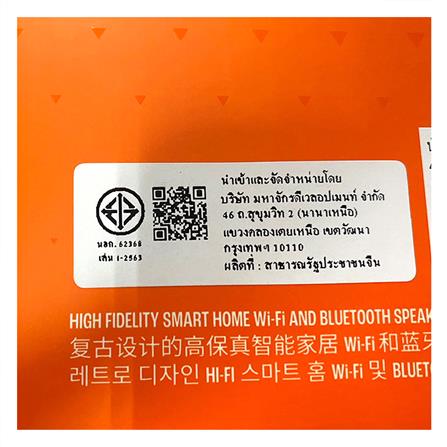 นำเข้าและจัดจำหน่ายโดย
บริษัท มหาจักรดีเวลอปเมนท์ จำกัด
46 ถ.สุขุมวิท 2 (นานาเหนือ)
แขวงคลองเตยเหนือ เขตวัฒนา
กรุงเทพฯ 10110
ผลิตที่ : สาธารณรัฐประชาชนจีน
มอก. 62368
เล่ม 1-2563
HIGH FIDELITY SMART HOME Wi-Fi AND BLUETOOTH SPEAK
复古设计的高保真智能家居 Wi-Fi 和蓝牙
레트로 디자인 HI-FI 스마트 홈 Wi-Fi 및 BLUETO